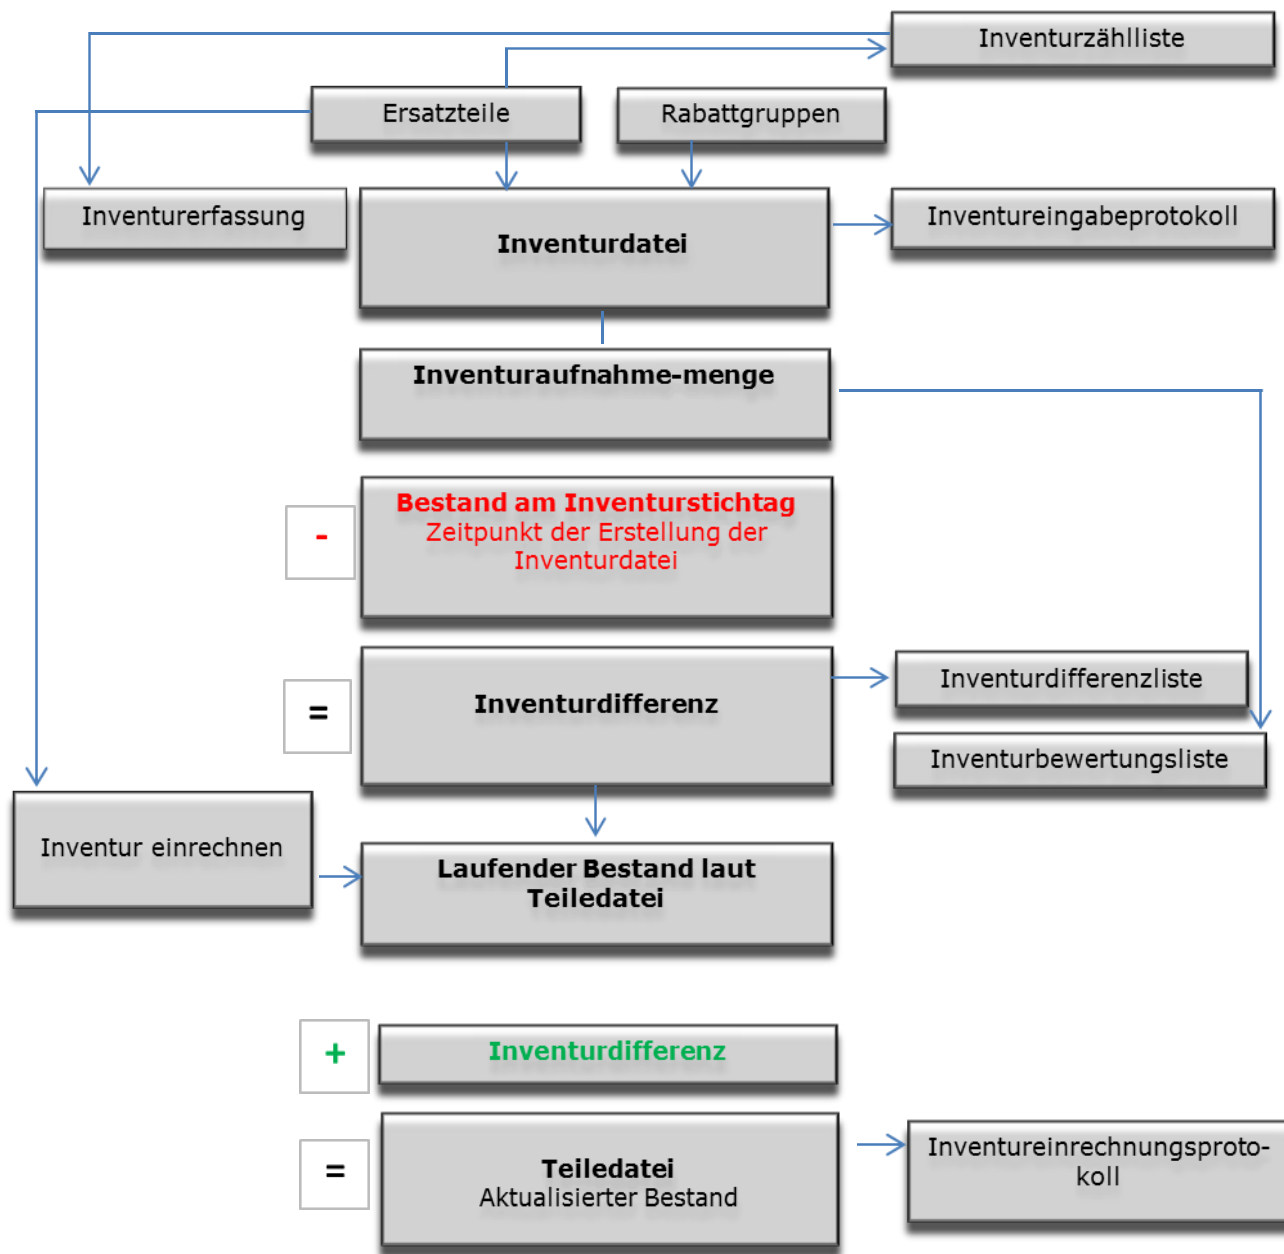 Inventurzählliste
Ersatzteile
Rabattgruppen
Inventurerfassung
Inventurdatei
Inventureingabeprotokoll
Inventuraufnahme-menge
-
Bestand am Inventurstichtag
Zeitpunkt der Erstellung der
Inventurdatei
=
Inventurdifferenz
Inventurdifferenzliste
Inventurbewertungsliste
Inventur einrechnen
Laufender Bestand laut
Teiledatei
+
Inventurdifferenz
=
Teiledatei
Aktualisierter Bestand
Inventureinrechnungsproto-
koll